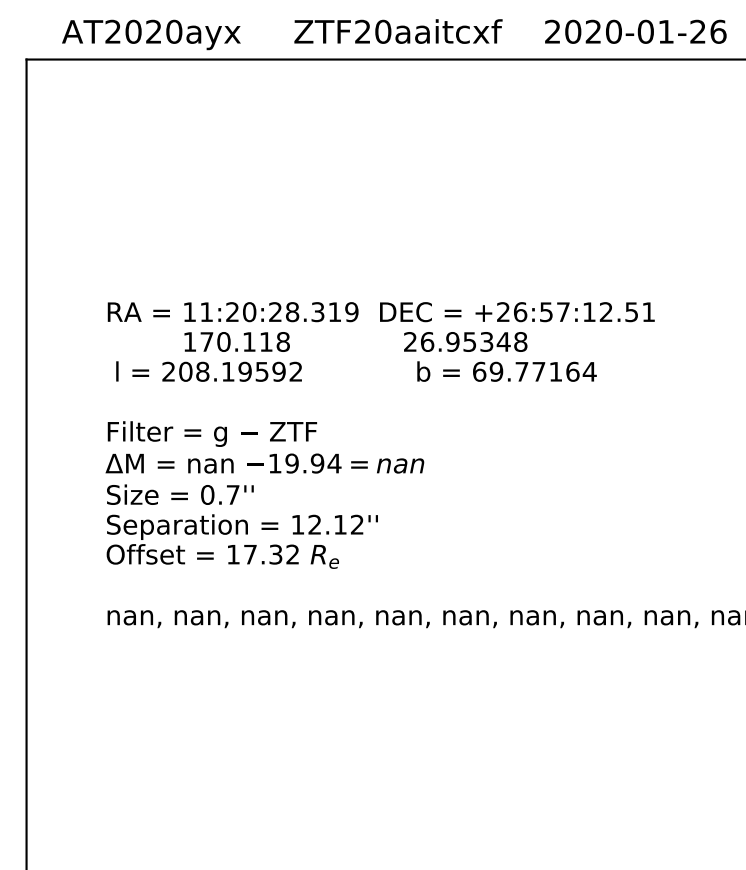 AT2020ayx ZTF20aaitcxf 2020-01-26
RA = 11:20:28.319 DEC = +26:57:12.51
170.118 26.95348
l = 208.19592 b = 69.77164
Filter = g − ZTF
ΔM = nan −19.94 = nan
Size = 0.7''
Separation = 12.12''
Offset = 17.32 Rₑ
nan, nan, nan, nan, nan, nan, nan, nan, nan,